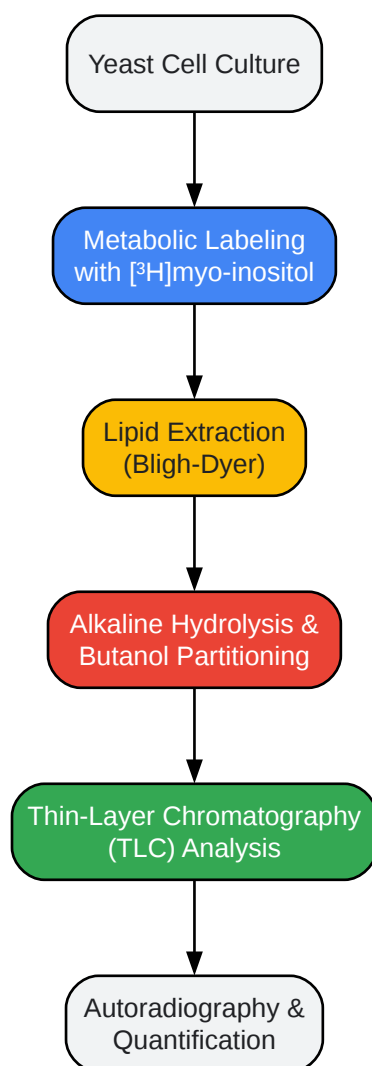 Yeast Cell Culture
Metabolic Labeling
with [³H]myo-inositol
Lipid Extraction
(Bligh-Dyer)
Alkaline Hydrolysis &
Butanol Partitioning
Thin-Layer Chromatography
(TLC) Analysis
Autoradiography &
Quantification